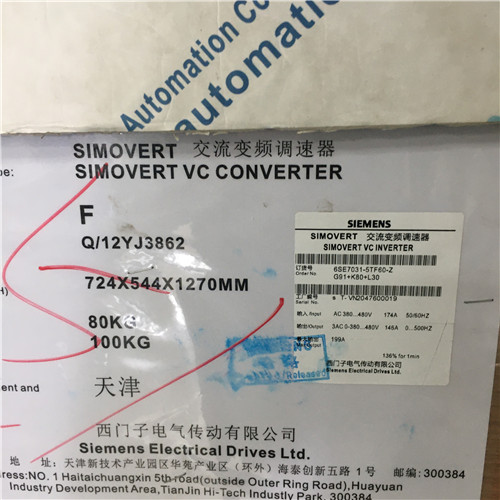 Automation Co
automation
SIMOVERT 交流变频调速器
SIMOVERT VC CONVERTER
F
Q/12YJ3862
724X544X1270MM
80KG
100KG
ment and
天津
西门子电气传动有限公司
Siemens Electrical Drives Ltd.
地 址：天津新技术产业园区华苑产业区（环外）海泰创新五路1号 邮编：300384
Address:NO. 1 Haitaichuangxin 5th road(outside Outer Ring Road),Huayuan
Industry Development Area,TianJin Hi-Tech Industly Park. 300384
SIEMENS
SIMOVERT 交流变频调速器
SIMOVERT VC INVERTER
订货号
Order No. 6SE7031-5TF60-Z
G91+K80+L30
工厂编号
Serial No. T-VN2047600019
输入/Input AC 380...480V 174A 50/60HZ
输出/Output 3AC 0-380...480V 146A 0...500HZ
Output 199A
136% for 1min
西门子电气传动有限公司
Siemens Electrical Drives Ltd.
Released